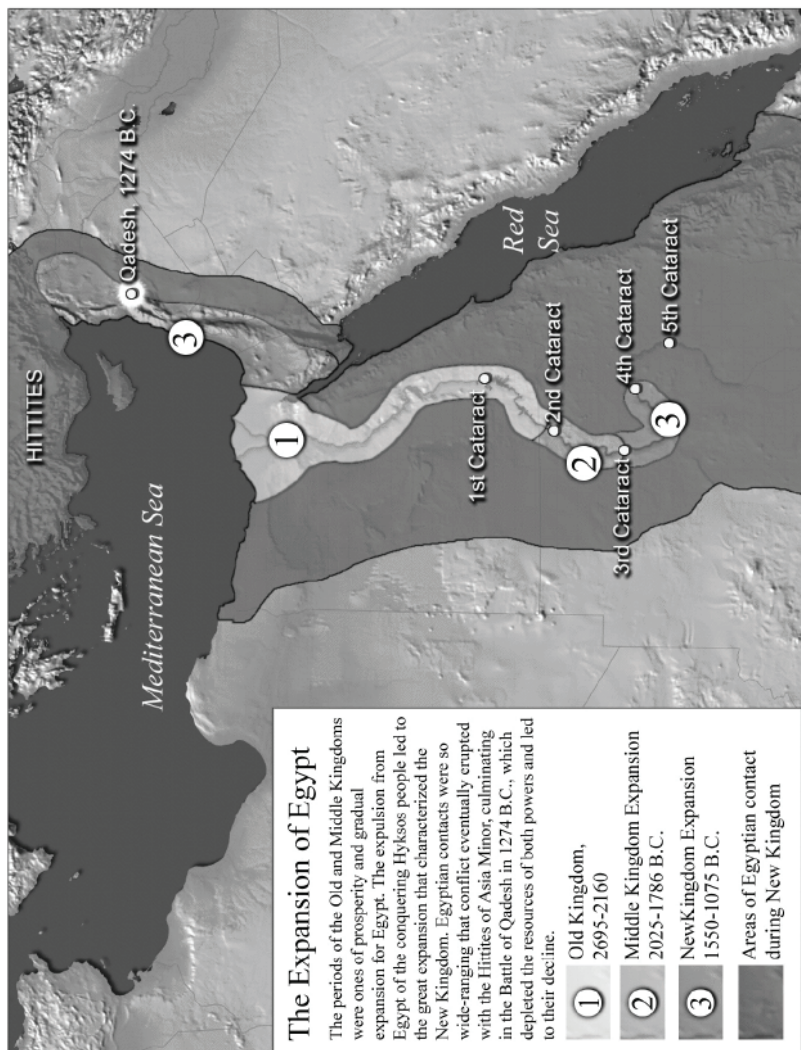 The Expansion of Egypt
The periods of the Old and Middle Kingdoms
were ones of prosperity and gradual
expansion for Egypt. The expulsion from
Egypt of the conquering Hyksos people led to
the great expansion that characterized the
New Kingdom. Egyptian contacts were so
wide-ranging that conflict eventually erupted
with the Hittites of Asia Minor, culminating
in the Battle of Qadesh in 1274 B.C., which
depleted the resources of both powers and led
to their decline.
1 Old Kingdom,
2695-2160
2 Middle Kingdom Expansion
2025-1786 B.C.
3 NewKingdom Expansion
1550-1075 B.C.
Areas of Egyptian contact
during New Kingdom
HITTITES
Mediterranean Sea
Qadesh, 1274 B.C.
3
1
Red
Sea
1st Cataract
2nd Cataract
2
3rd Cataract
4th Cataract
3
5th Cataract